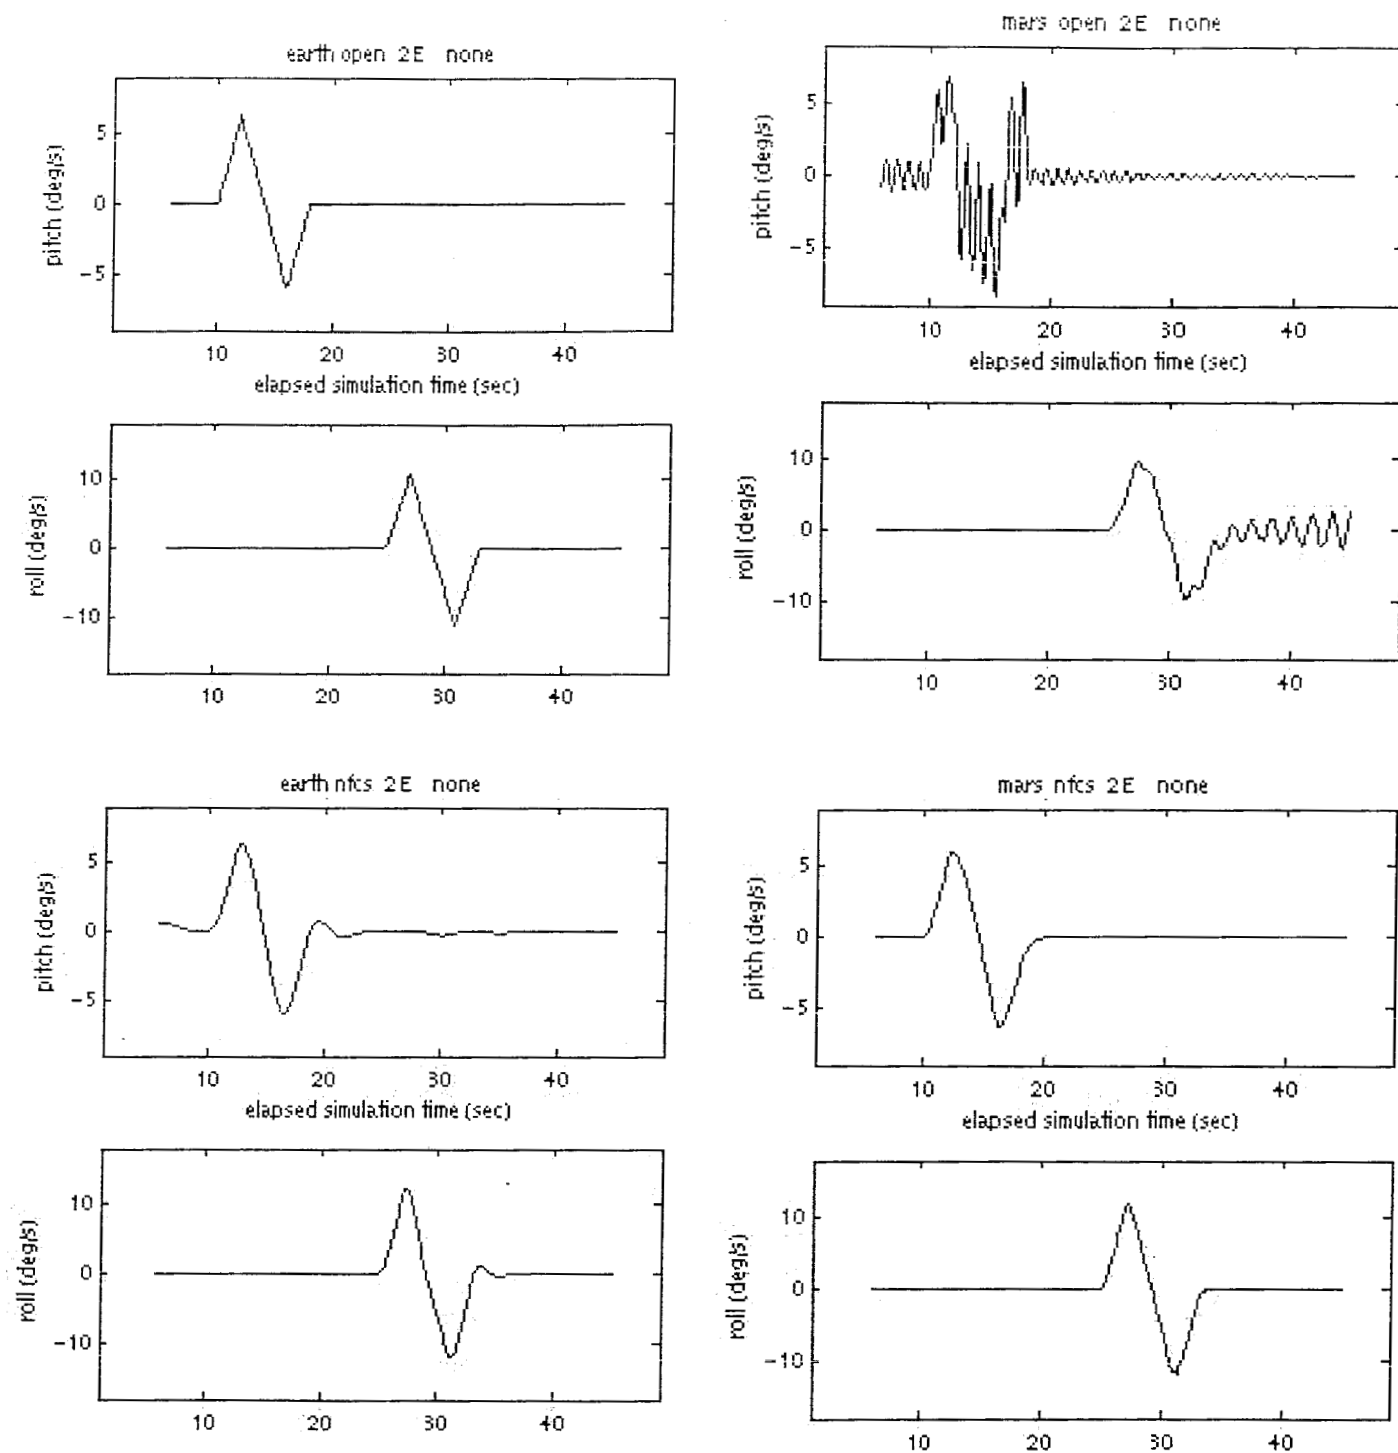 earth open 2E none
5
0
-5
pitch (deg/s)
10 20 30 40
elapsed simulation time (sec)
10
0
-10
roll (deg/s)
10 20 30 40
mars open 2E none
5
0
-5
pitch (deg/s)
10 20 30 40
elapsed simulation time (sec)
10
0
-10
roll (deg/s)
10 20 30 40
earth nfcs 2E none
5
0
-5
pitch (deg/s)
10 20 30 40
elapsed simulation time (sec)
10
0
-10
roll (deg/s)
10 20 30 40
mars nfcs 2E none
5
0
-5
pitch (deg/s)
10 20 30 40
elapsed simulation time (sec)
10
0
-10
roll (deg/s)
10 20 30 40